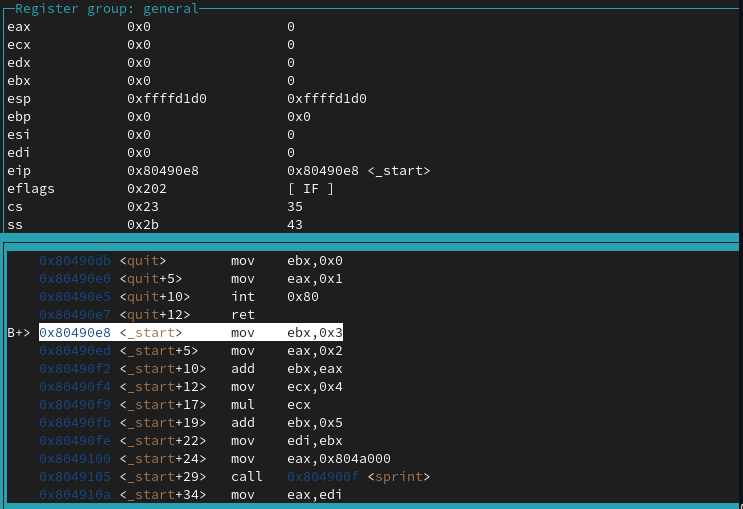 Register group: general
eax 0x0 0
ecx 0x0 0
edx 0x0 0
ebx 0x0 0
esp 0xffffd1d0 0xffffd1d0
ebp 0x0 0x0
esi 0x0 0
edi 0x0 0
eip 0x80490e8 0x80490e8 <_start>
eflags 0x202 [ IF ]
cs 0x23 35
ss 0x2b 43
0x80490db <quit> mov ebx,0x0
0x80490e0 <quit+5> mov eax,0x1
0x80490e5 <quit+10> int 0x80
0x80490e7 <quit+12> ret
B+> 0x80490e8 <_start> mov ebx,0x3
0x80490ed <_start+5> mov eax,0x2
0x80490f2 <_start+10> add ebx,eax
0x80490f4 <_start+12> mov ecx,0x4
0x80490f9 <_start+17> mul ecx
0x80490fb <_start+19> add ebx,0x5
0x80490fe <_start+22> mov edi,ebx
0x8049100 <_start+24> mov eax,0x804a000
0x8049105 <_start+29> call 0x804900f <sprint>
0x804910a <_start+34> mov eax,edi